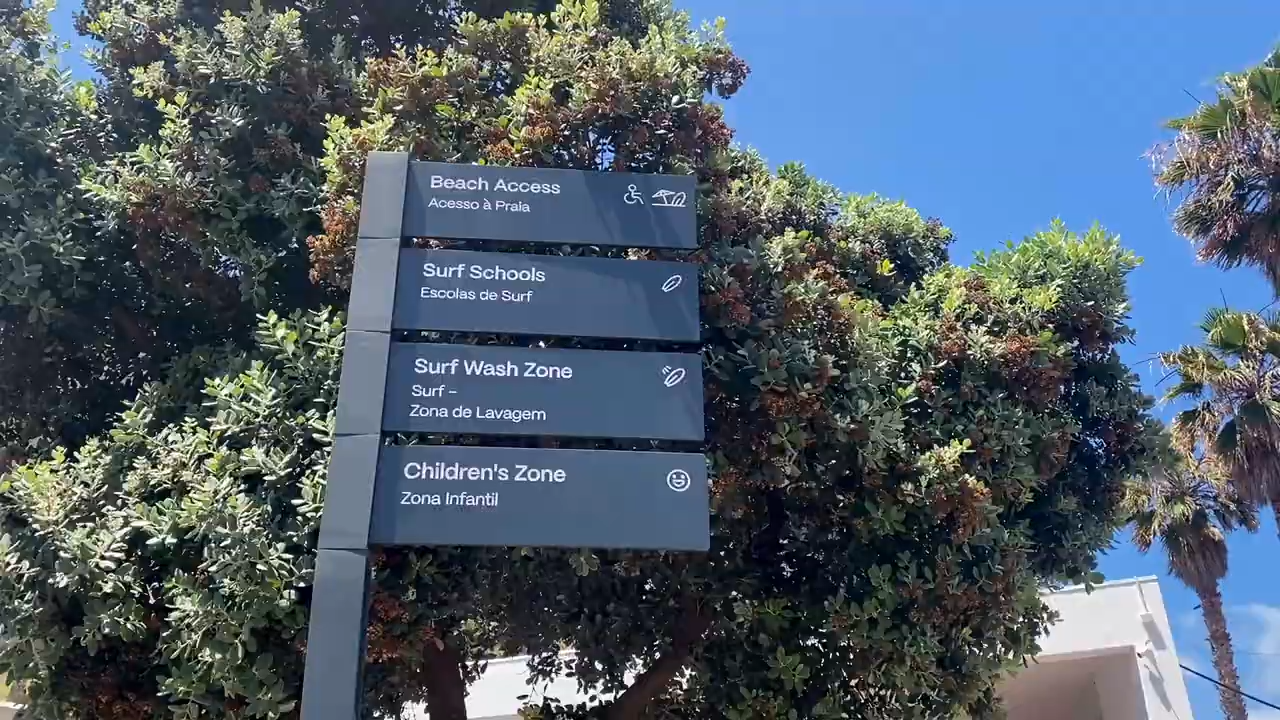 Beach Access
Acesso à Praia
Surf Schools
Escolas de Surf
Surf Wash Zone
Surf –
Zona de Lavagem
Children's Zone
Zona Infantil